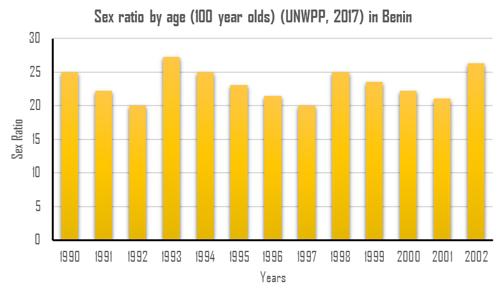 Sex ratio by age (100 year olds) (UNWPP, 2017) in Benin
30
25
20
15
10
5
0
Sex Ratio
1990 1991 1992 1993 1994 1995 1996 1997 1998 1999 2000 2001 2002
Years